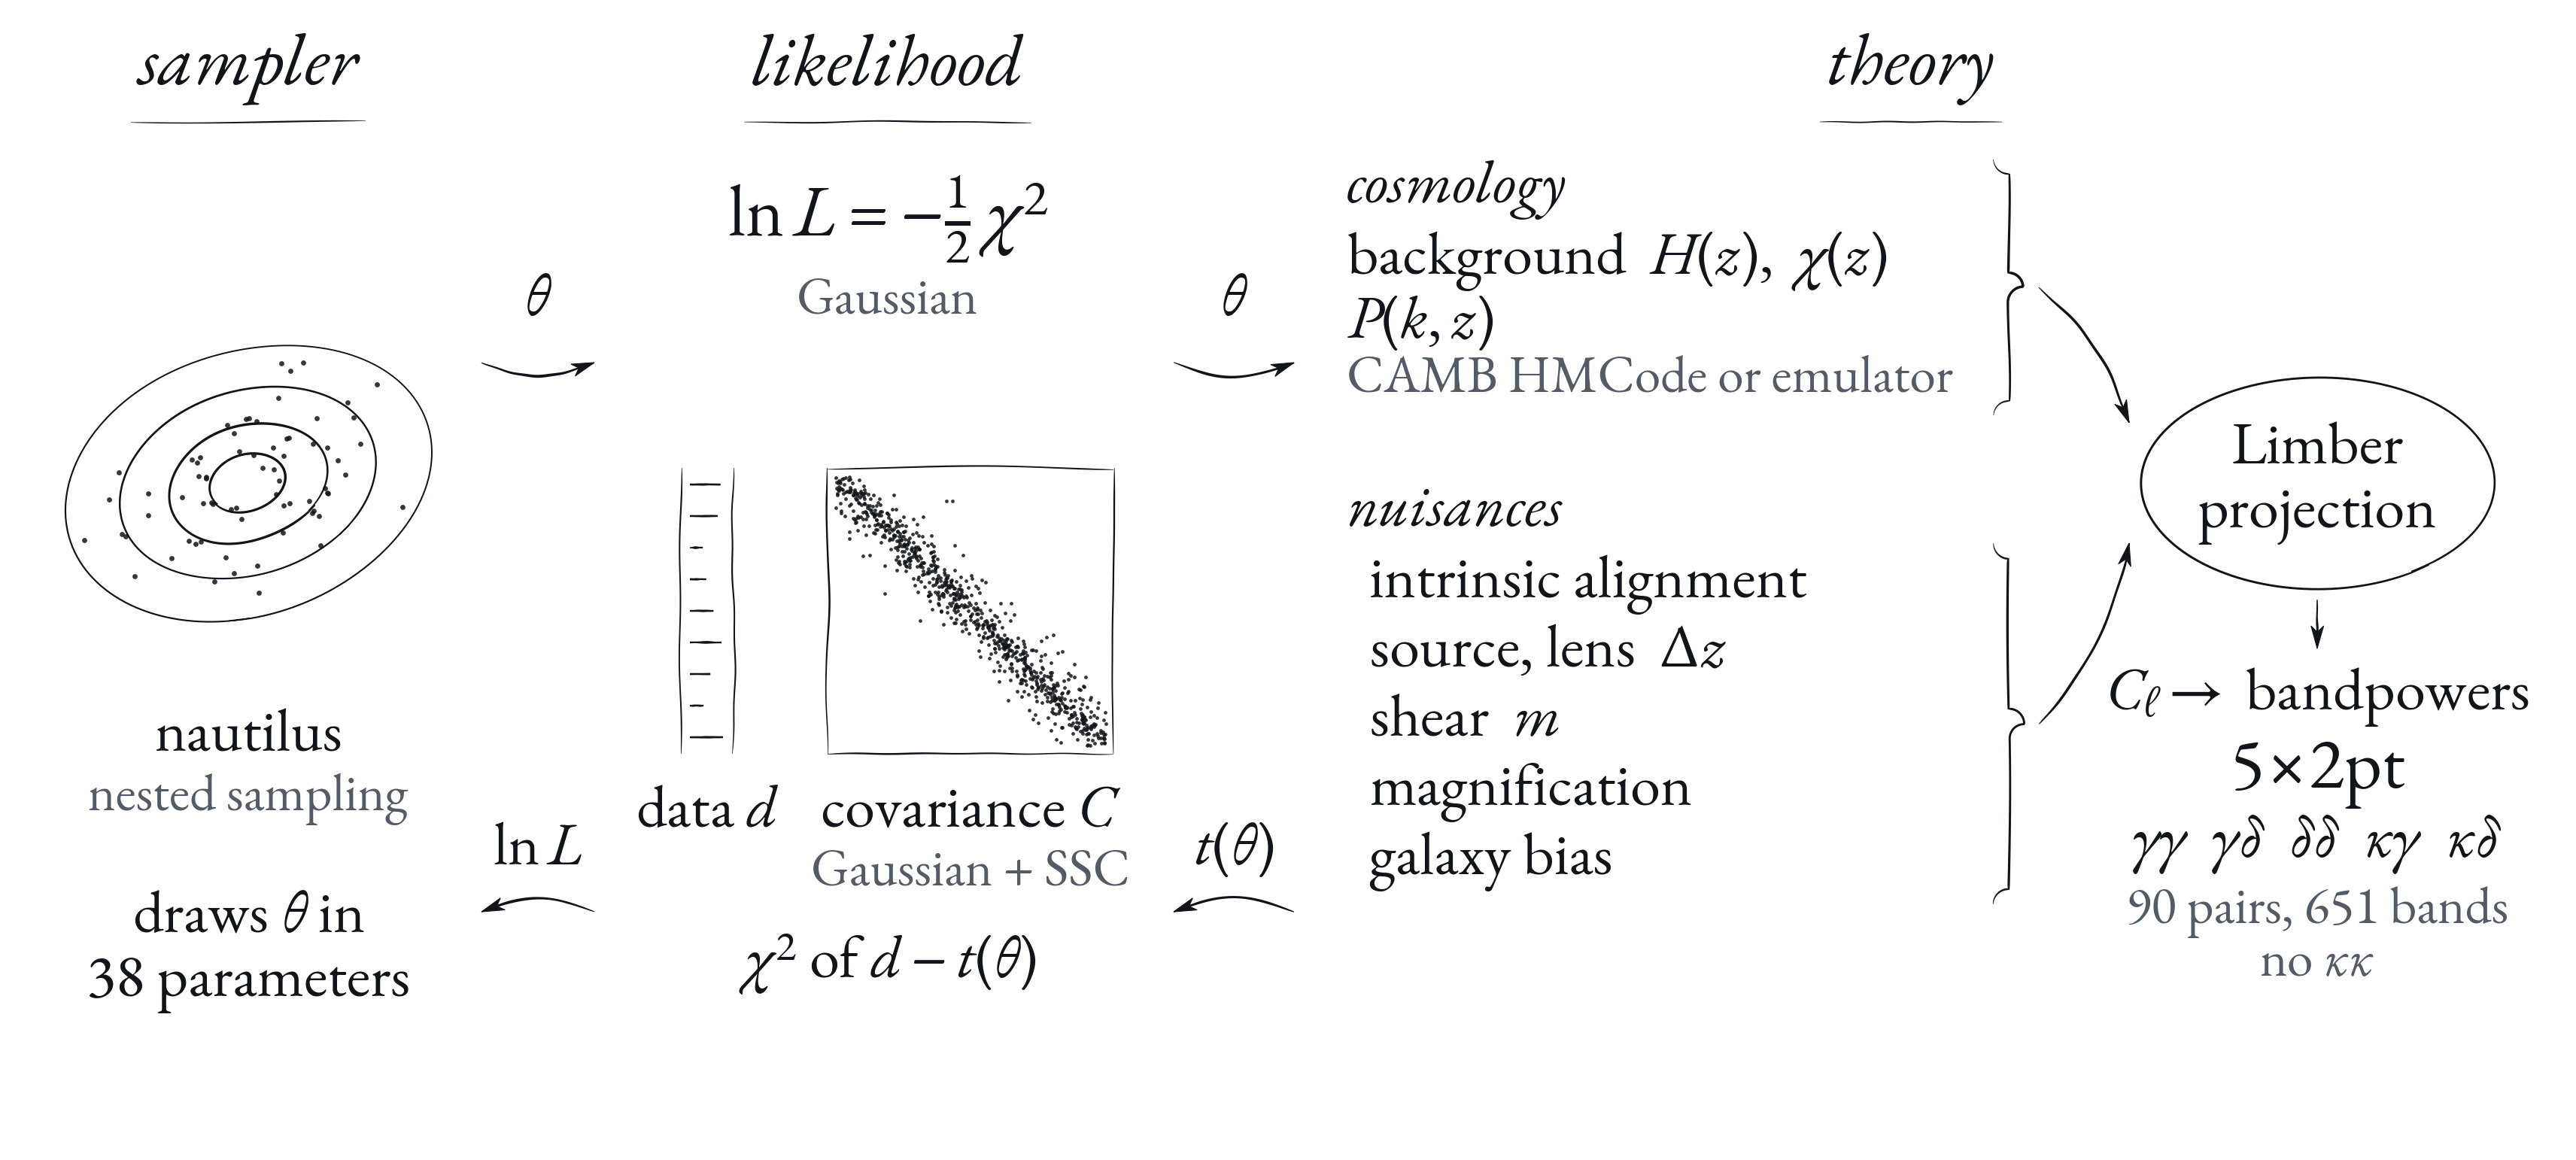 sampler
nautilus
nested sampling
draws θ in
38 parameters
θ
ln L
likelihood
ln L = −½ χ²
Gaussian
data d
covariance C
Gaussian + SSC
χ² of d − t(θ)
θ
t(θ)
theory
cosmology
background H(z), χ(z)
P(k, z)
CAMB HMCode or emulator
nuisances
intrinsic alignment
source, lens Δz
shear m
magnification
galaxy bias
Limber
projection
C_ℓ → bandpowers
5×2pt
γγ γδ δδ κγ κδ
90 pairs, 651 bands
no κκ